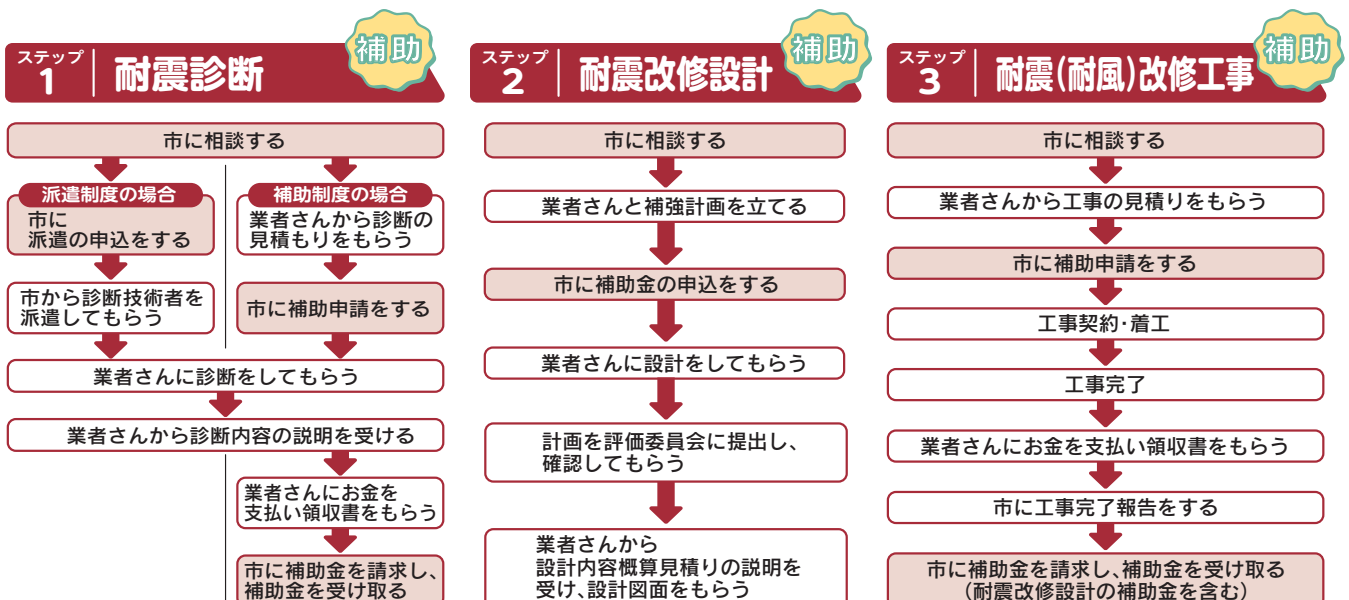 ステップ
1
耐震診断
補助
市に相談する
派遣制度の場合
市に
派遣の申込をする
市から診断技術者を
派遣してもらう
補助制度の場合
業者さんから診断の
見積もりをもらう
市に補助申請をする
業者さんに診断をしてもらう
業者さんから診断内容の説明を受ける
業者さんにお金を
支払い領収書をもらう
市に補助金を請求し、
補助金を受け取る
ステップ
2
耐震改修設計
補助
市に相談する
業者さんと補強計画を立てる
市に補助金の申込をする
業者さんに設計をしてもらう
計画を評価委員会に提出し、
確認してもらう
業者さんから
設計内容概算見積りの説明を
受け、設計図面をもらう
ステップ
3
耐震(耐風)改修工事
補助
市に相談する
業者さんから工事の見積りをもらう
市に補助申請をする
工事契約・着工
工事完了
業者さんにお金を支払い領収書をもらう
市に工事完了報告をする
市に補助金を請求し、補助金を受け取る
(耐震改修設計の補助金を含む)